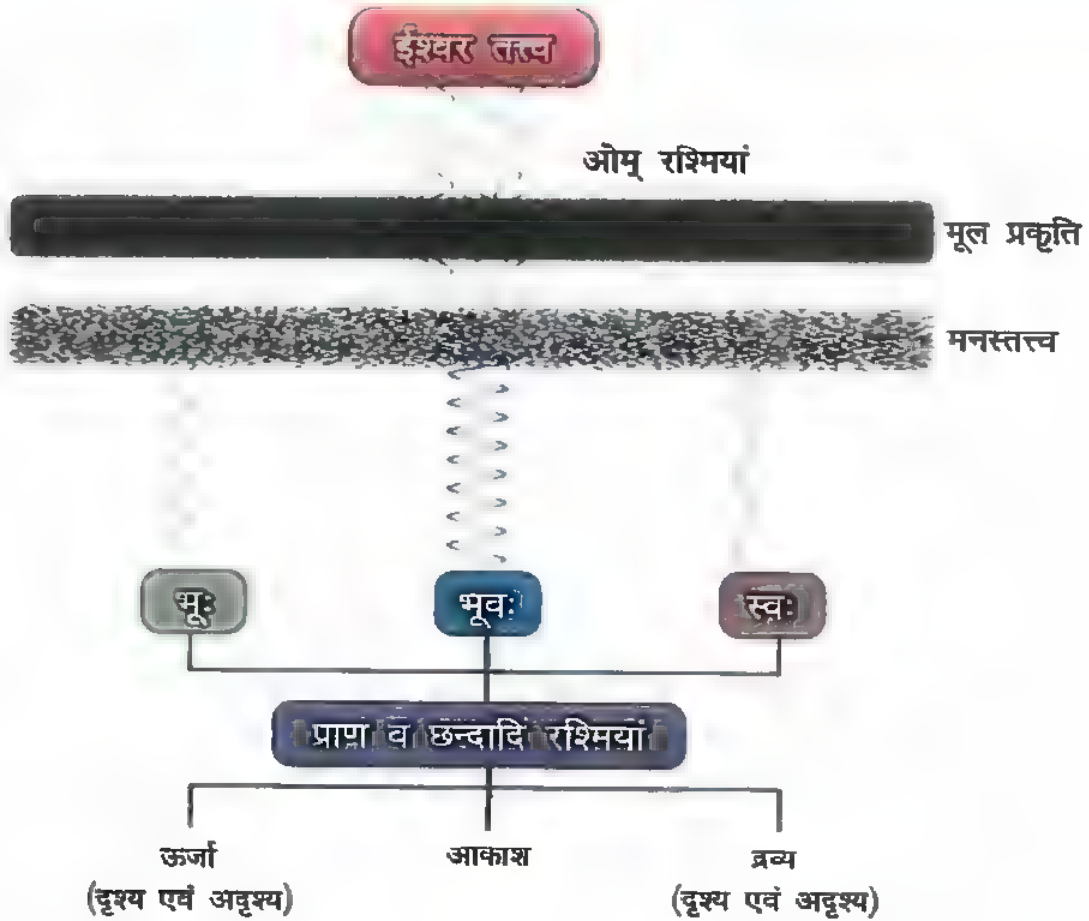 ईश्वर तत्त्व
ओम् रश्मियां
मूल प्रकृति
मनस्तत्त्व
भूः
भूवः
स्वः
प्राण व छन्दादि रश्मियां
ऊर्जा
(दृश्य एवं अदृश्य)
आकाश
द्रव्य
(दृश्य एवं अदृश्य)